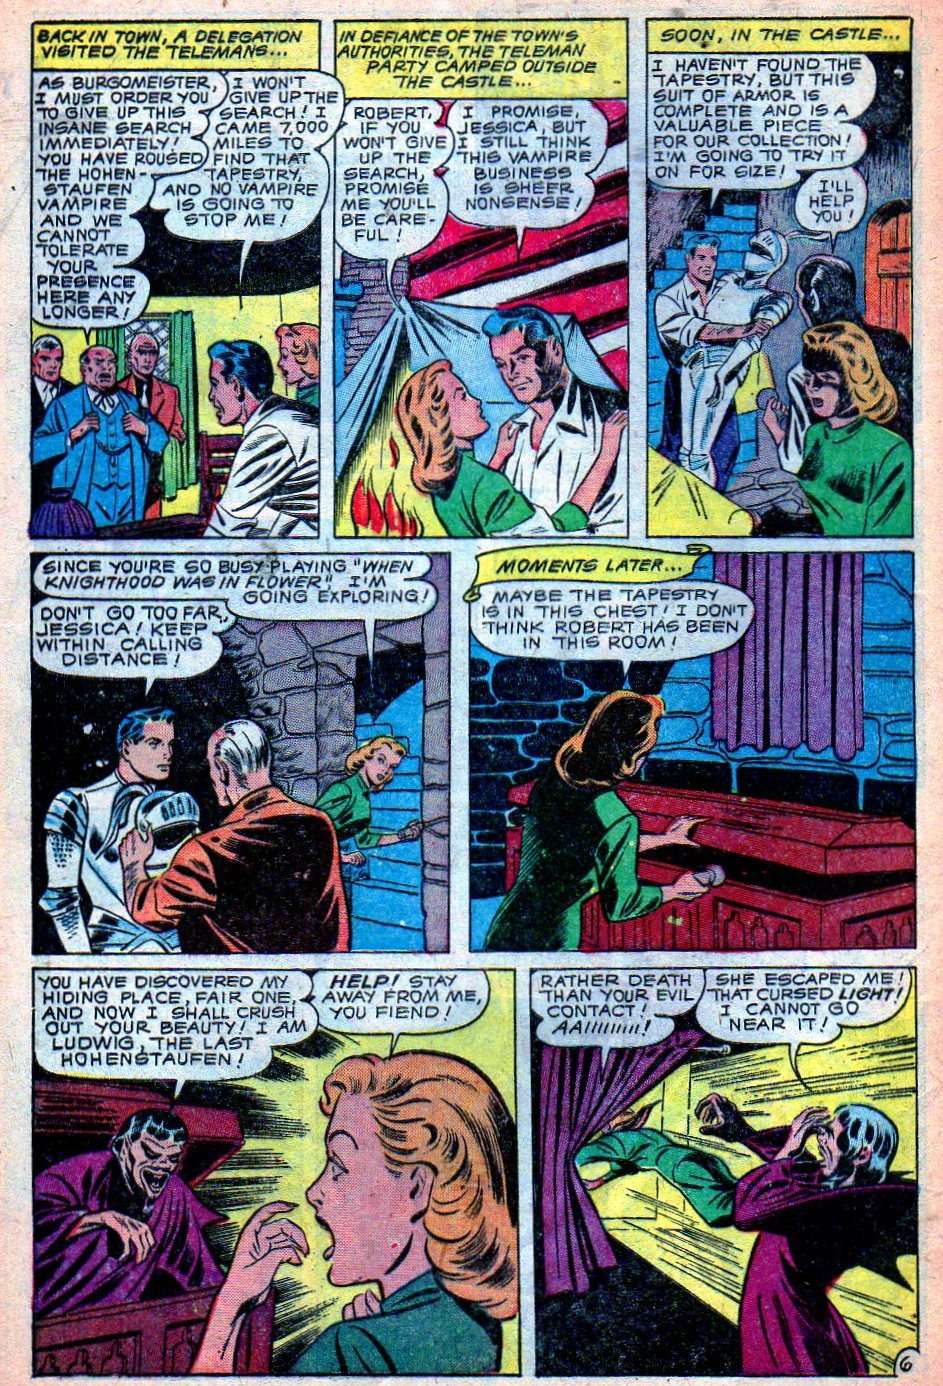 BACK IN TOWN, A DELEGATION
VISITED THE TELEMANS...
AS BURGOMEISTER,
I MUST ORDER YOU
TO GIVE UP THIS
INSANE SEARCH
IMMEDIATELY!
YOU HAVE ROUSED
THE HOHEN-
STAUFEN
VAMPIRE
AND WE
CANNOT
TOLERATE
YOUR
PRESENCE
HERE ANY
LONGER!
I WON'T
GIVE UP THE
SEARCH! I
CAME 7,000
MILES TO
FIND THAT
TAPESTRY,
AND NO VAMPIRE
IS GOING TO
STOP ME!
IN DEFIANCE OF THE TOWN'S
AUTHORITIES, THE TELEMAN
PARTY CAMPED OUTSIDE
THE CASTLE...
ROBERT,
IF YOU
WON'T GIVE
UP THE
SEARCH,
PROMISE
ME YOU'LL
BE CARE-
FUL!
I PROMISE,
JESSICA, BUT
I STILL THINK
THIS VAMPIRE
BUSINESS
IS SHEER
NONSENSE!
SOON, IN THE CASTLE...
I HAVEN'T FOUND THE
TAPESTRY, BUT THIS
SUIT OF ARMOR IS
COMPLETE AND IS A
VALUABLE PIECE
FOR OUR COLLECTION!
I'M GOING TO TRY IT
ON FOR SIZE!
I'LL
HELP
YOU!
SINCE YOU'RE SO BUSY PLAYING "WHEN
KNIGHTHOOD WAS IN FLOWER" I'M
GOING EXPLORING!
DON'T GO TOO FAR,
JESSICA! KEEP
WITHIN CALLING
DISTANCE!
MOMENTS LATER...
MAYBE THE TAPESTRY
IS IN THIS CHEST! I DON'T
THINK ROBERT HAS BEEN
IN THIS ROOM!
YOU HAVE DISCOVERED MY
HIDING PLACE, FAIR ONE,
AND NOW I SHALL CRUSH
OUT YOUR BEAUTY! I AM
LUDWIG, THE LAST
HOHENSTAUFEN!
HELP! STAY
AWAY FROM ME,
YOU FIEND!
RATHER DEATH
THAN YOUR EVIL
CONTACT!
AAIIIIIIIII!
SHE ESCAPED ME!
THAT CURSED LIGHT!
I CANNOT GO
NEAR IT!
6